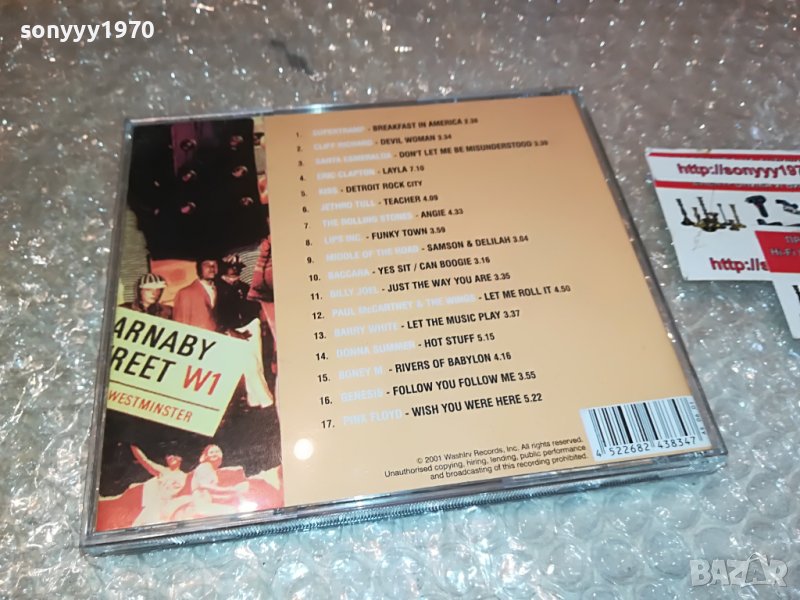 sonyyy1970
1. SUPERTRAMP - BREAKFAST IN AMERICA 2.38
2. CLIFF RICHARD - DEVIL WOMAN 3.34
3. SANTA ESMERALDA - DON'T LET ME BE MISUNDERSTOOD 3.39
4. ERIC CLAPTON - LAYLA 7.10
5. KISS - DETROIT ROCK CITY
6. JETHRO TULL - TEACHER 4.09
7. THE ROLLING STONES - ANGIE 4.33
8. LIPS INC. - FUNKY TOWN 3.59
9. MIDDLE OF THE ROAD - SAMSON & DELILAH 3.04
10. BACCARA - YES SIT / CAN BOOGIE 3.16
11. BILLY JOEL - JUST THE WAY YOU ARE 3.35
12. PAUL McCARTNEY & THE WINGS - LET ME ROLL IT 4.50
13. BARRY WHITE - LET THE MUSIC PLAY 3.37
14. DONNA SUMMER - HOT STUFF 5.15
15. BONEY M. - RIVERS OF BABYLON 4.16
16. GENESIS - FOLLOW YOU FOLLOW ME 3.55
17. PINK FLOYD - WISH YOU WERE HERE 5.22
ARNABY
REET W1
WESTMINSTER
© 2001 Washlrv Records, Inc. All rights reserved.
Unauthorised copying, hiring, lending, public performance
and broadcasting of this recording prohibited.
4 522682 438347
http://sonyyy197
ПР
Hi-Fi
http://s
BAZAR